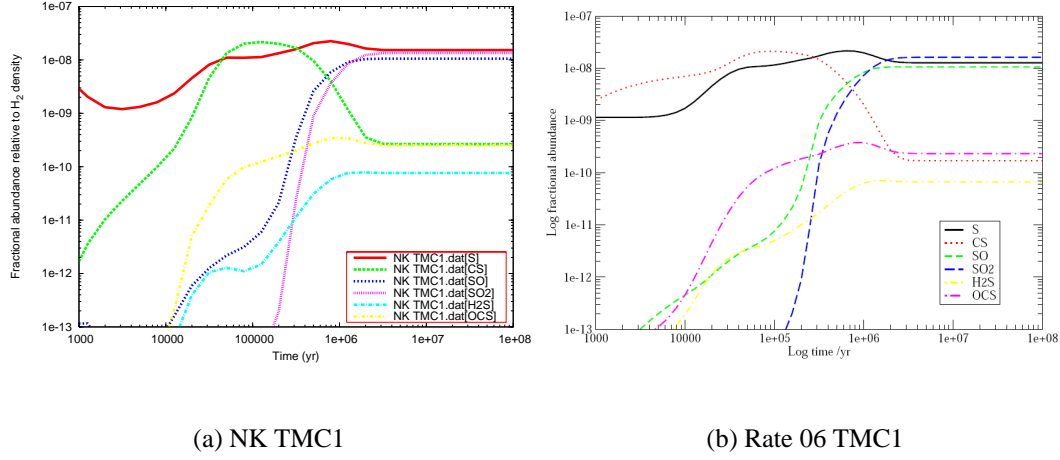 1e-07
1e-08
1e-09
1e-10
1e-11
1e-12
1e-13
Fractional abundance relative to H2 density
1000
10000
100000
1e+06
1e+07
1e+08
Time (yr)
NK TMC1.dat[S]
NK TMC1.dat[CS]
NK TMC1.dat[SO]
NK TMC1.dat[SO2]
NK TMC1.dat[H2S]
NK TMC1.dat[OCS]
(a) NK TMC1
1e-07
1e-08
1e-09
1e-10
1e-11
1e-12
1e-13
Log fractional abundance
1000
10000
1e+05
1e+06
1e+07
1e+08
Log time /yr
S
CS
SO
SO2
H2S
OCS
(b) Rate 06 TMC1